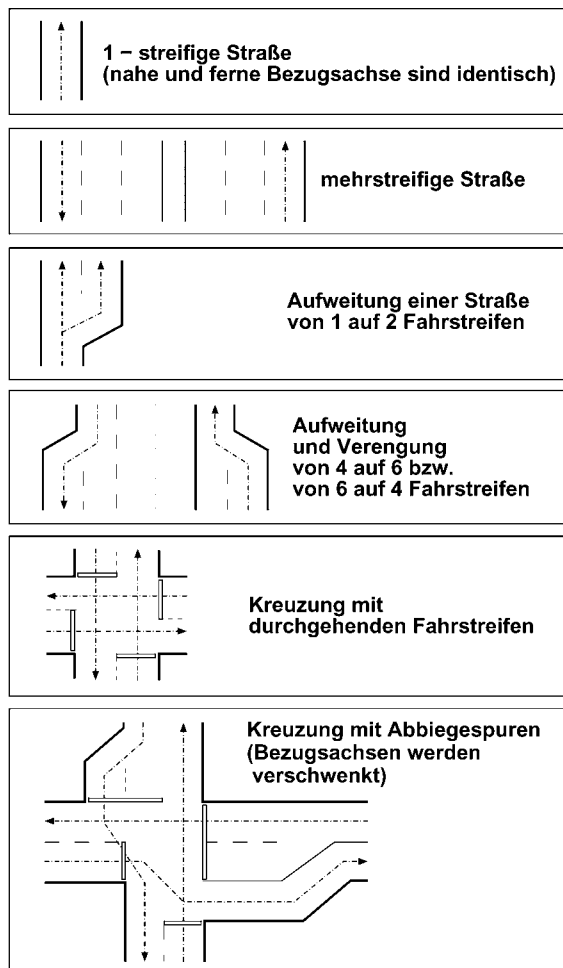 1 – streifige Straße
(nahe und ferne Bezugsachse sind identisch)
mehrstreifige Straße
Aufweitung einer Straße
von 1 auf 2 Fahrstreifen
Aufweitung
und Verengung
von 4 auf 6 bzw.
von 6 auf 4 Fahrstreifen
Kreuzung mit
durchgehenden Fahrstreifen
Kreuzung mit Abbiegespuren
(Bezugsachsen werden
verschwenkt)